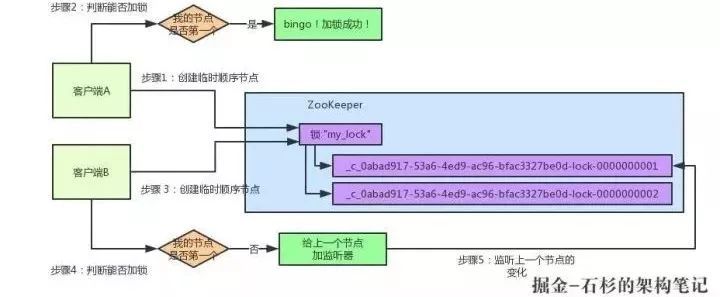 步骤2：判断能否加锁
我的节点
是否第一个
是
bingo！加锁成功！
客户端A
步骤1：创建临时顺序节点
ZooKeeper
锁:"my_lock"
_c_0abad917-53a6-4ed9-ac96-bfac3327be0d-lock-0000000001
_c_0abad917-53a6-4ed9-ac96-bfac3327be0d-lock-0000000002
客户端B
步骤 3：创建临时顺序节点
我的节点
是否第一个
否
给上一个节点
加监听器
步骤4：判断能否加锁
步骤5：监听上一个节点的
变化
掘金-石杉的架构笔记